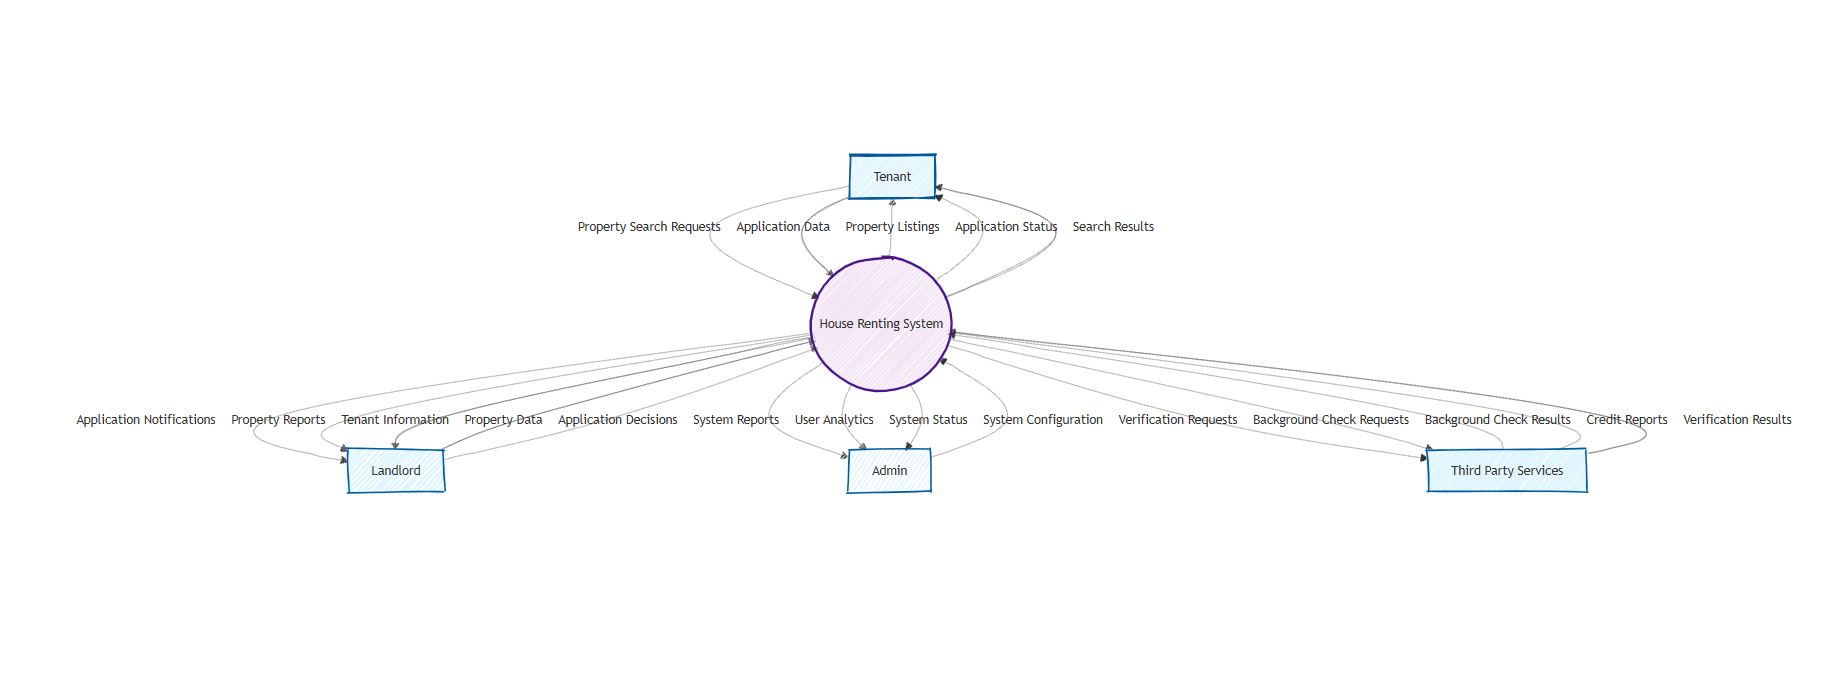 Tenant
Property Search Requests
Application Data
Property Listings
Application Status
Search Results
House Renting System
Application Notifications
Property Reports
Tenant Information
Property Data
Application Decisions
System Reports
User Analytics
System Status
System Configuration
Verification Requests
Background Check Requests
Background Check Results
Credit Reports
Verification Results
Landlord
Admin
Third Party Services